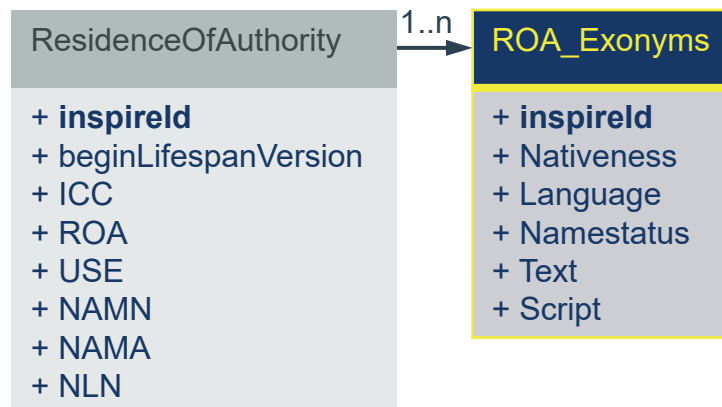 ResidenceOfAuthority
+ inspireId
+ beginLifespanVersion
+ ICC
+ ROA
+ USE
+ NAMN
+ NAMA
+ NLN
1..n
ROA_Exonyms
+ inspireId
+ Nativeness
+ Language
+ Namestatus
+ Text
+ Script